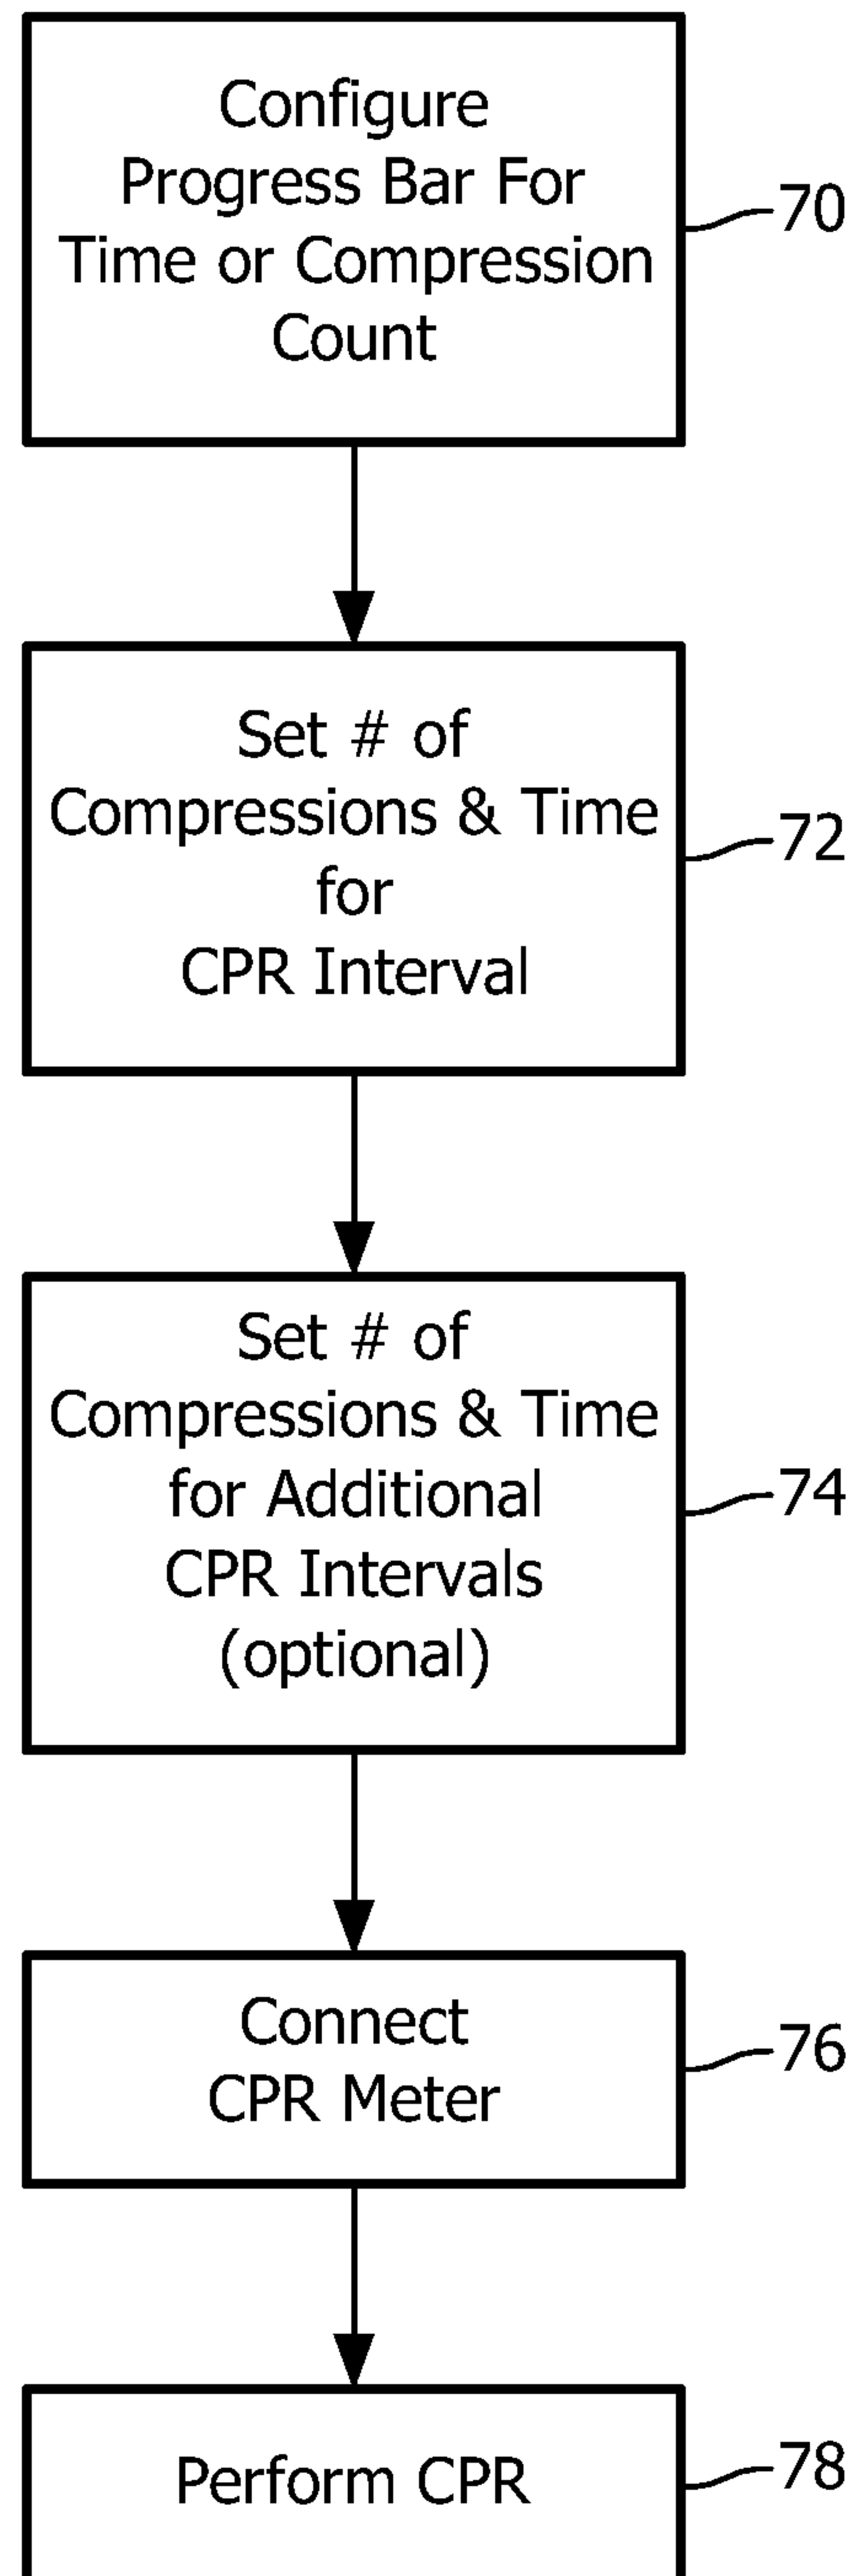 Configure
Progress Bar For
Time or Compression
Count
70
Set # of
Compressions & Time
for
CPR Interval
72
Set # of
Compressions & Time
for Additional
CPR Intervals
(optional)
74
Connect
CPR Meter
76
Perform CPR
78